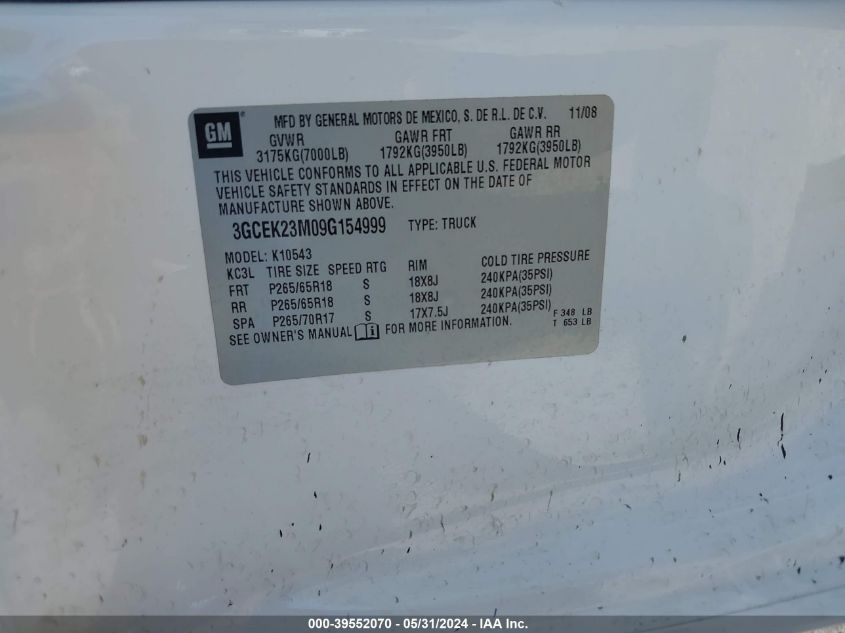 GM
MFD BY GENERAL MOTORS DE MEXICO, S. DE R.L. DE C.V. 11/08
GVWR GAWR FRT GAWR RR
3175KG(7000LB) 1792KG(3950LB) 1792KG(3950LB)
THIS VEHICLE CONFORMS TO ALL APPLICABLE U.S. FEDERAL MOTOR
VEHICLE SAFETY STANDARDS IN EFFECT ON THE DATE OF
MANUFACTURE SHOWN ABOVE.
3GCEK23M09G154999 TYPE: TRUCK
MODEL: K10543
KC3L TIRE SIZE SPEED RTG RIM COLD TIRE PRESSURE
FRT P265/65R18 S 18X8J 240KPA(35PSI)
RR P265/65R18 S 18X8J 240KPA(35PSI)
SPA P265/70R17 S 17X7.5J 240KPA(35PSI) F 348 LB
SEE OWNER'S MANUAL FOR MORE INFORMATION. T 653 LB
000-39552070 - 05/31/2024 - IAA Inc.